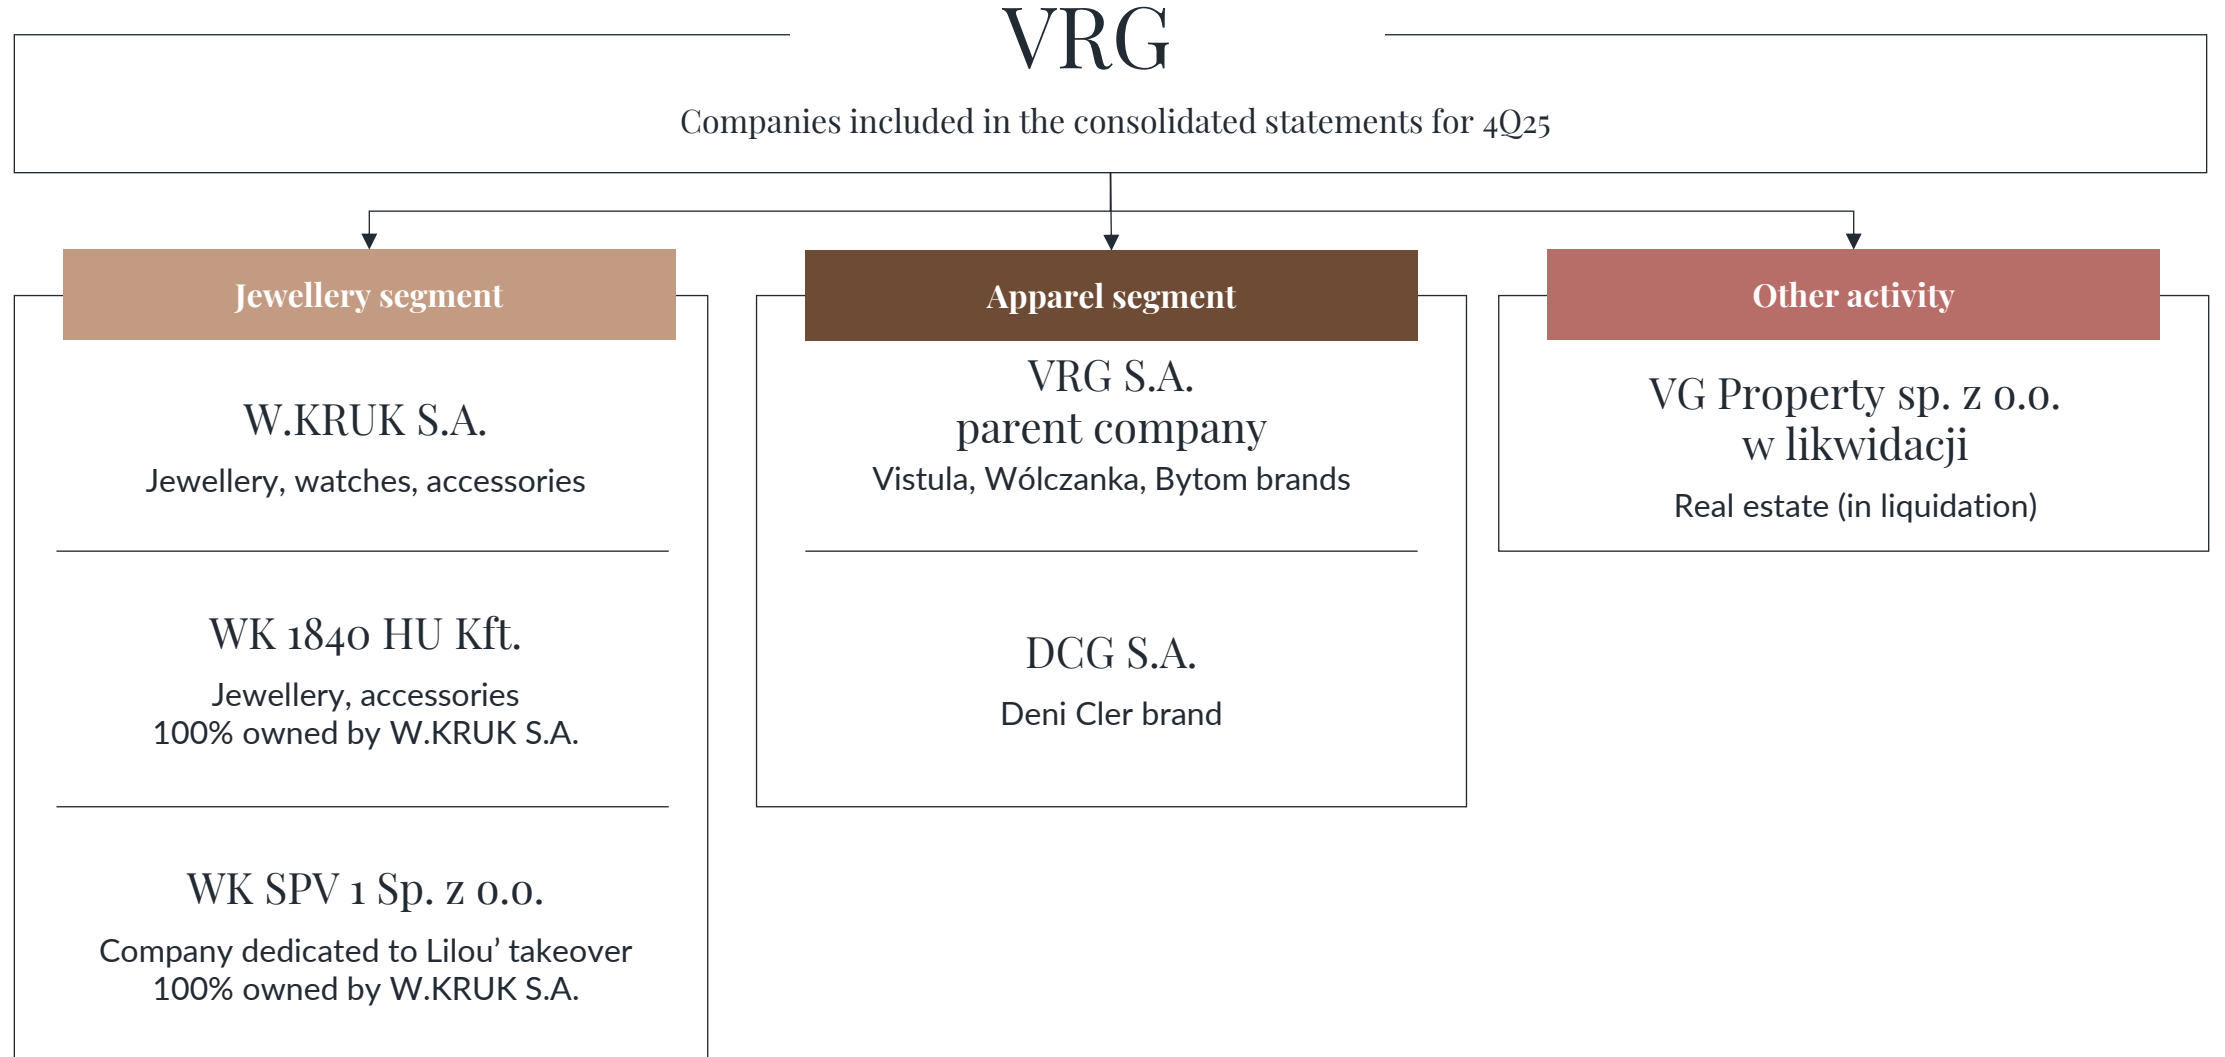 VRG
Companies included in the consolidated statements for 4Q25
Jewellery segment
W.KRUK S.A.
Jewellery, watches, accessories
WK 1840 HU Kft.
Jewellery, accessories
100% owned by W.KRUK S.A.
WK SPV 1 Sp. z o.o.
Company dedicated to Lilou’ takeover
100% owned by W.KRUK S.A.
Apparel segment
VRG S.A.
parent company
Vistula, Wólczanka, Bytom brands
DCG S.A.
Deni Cler brand
Other activity
VG Property sp. z o.o.
w likwidacji
Real estate (in liquidation)